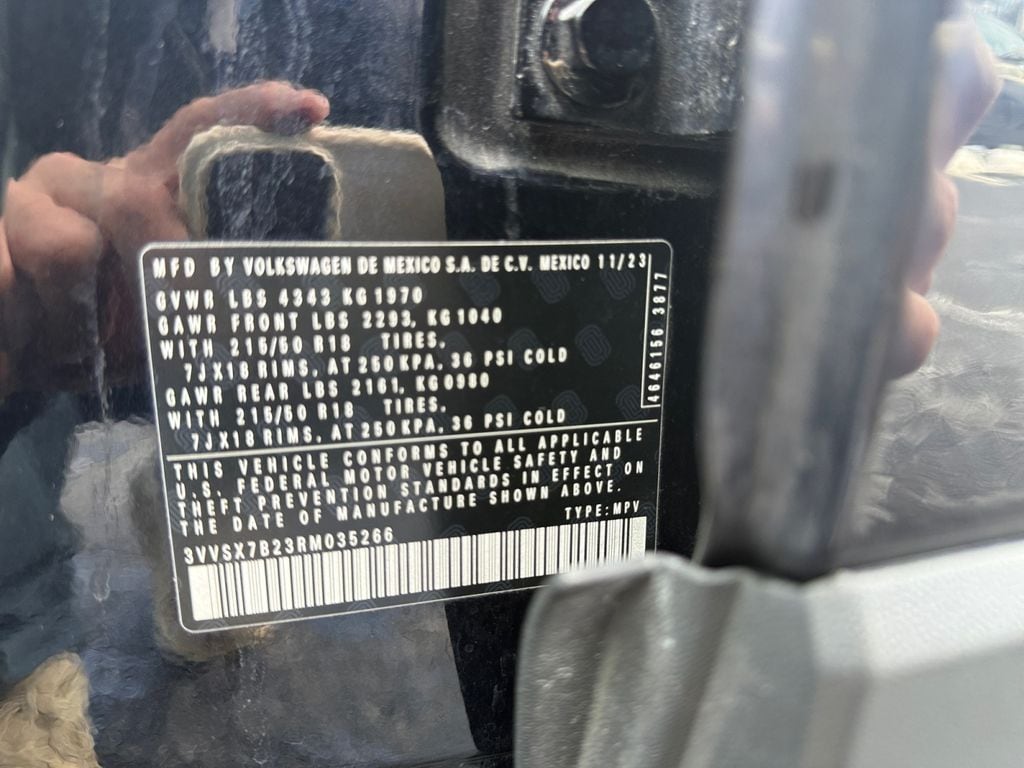 MFD BY VOLKSWAGEN DE MEXICO S.A. DE C.V. MEXICO 11/23
GVWR LBS 4343 KG 1970
GAWR FRONT LBS 2293, KG 1040
WITH 215/50 R18 TIRES,
7JX18 RIMS, AT 250 KPA, 36 PSI COLD
GAWR REAR LBS 2161, KG 0980
WITH 215/50 R18 TIRES,
7JX18 RIMS, AT 250 KPA, 36 PSI COLD
4646156 3877
THIS VEHICLE CONFORMS TO ALL APPLICABLE
U.S. FEDERAL MOTOR VEHICLE SAFETY AND
THEFT PREVENTION STANDARDS IN EFFECT ON
THE DATE OF MANUFACTURE SHOWN ABOVE.
TYPE: MPV
3VVSX7B23RM035266